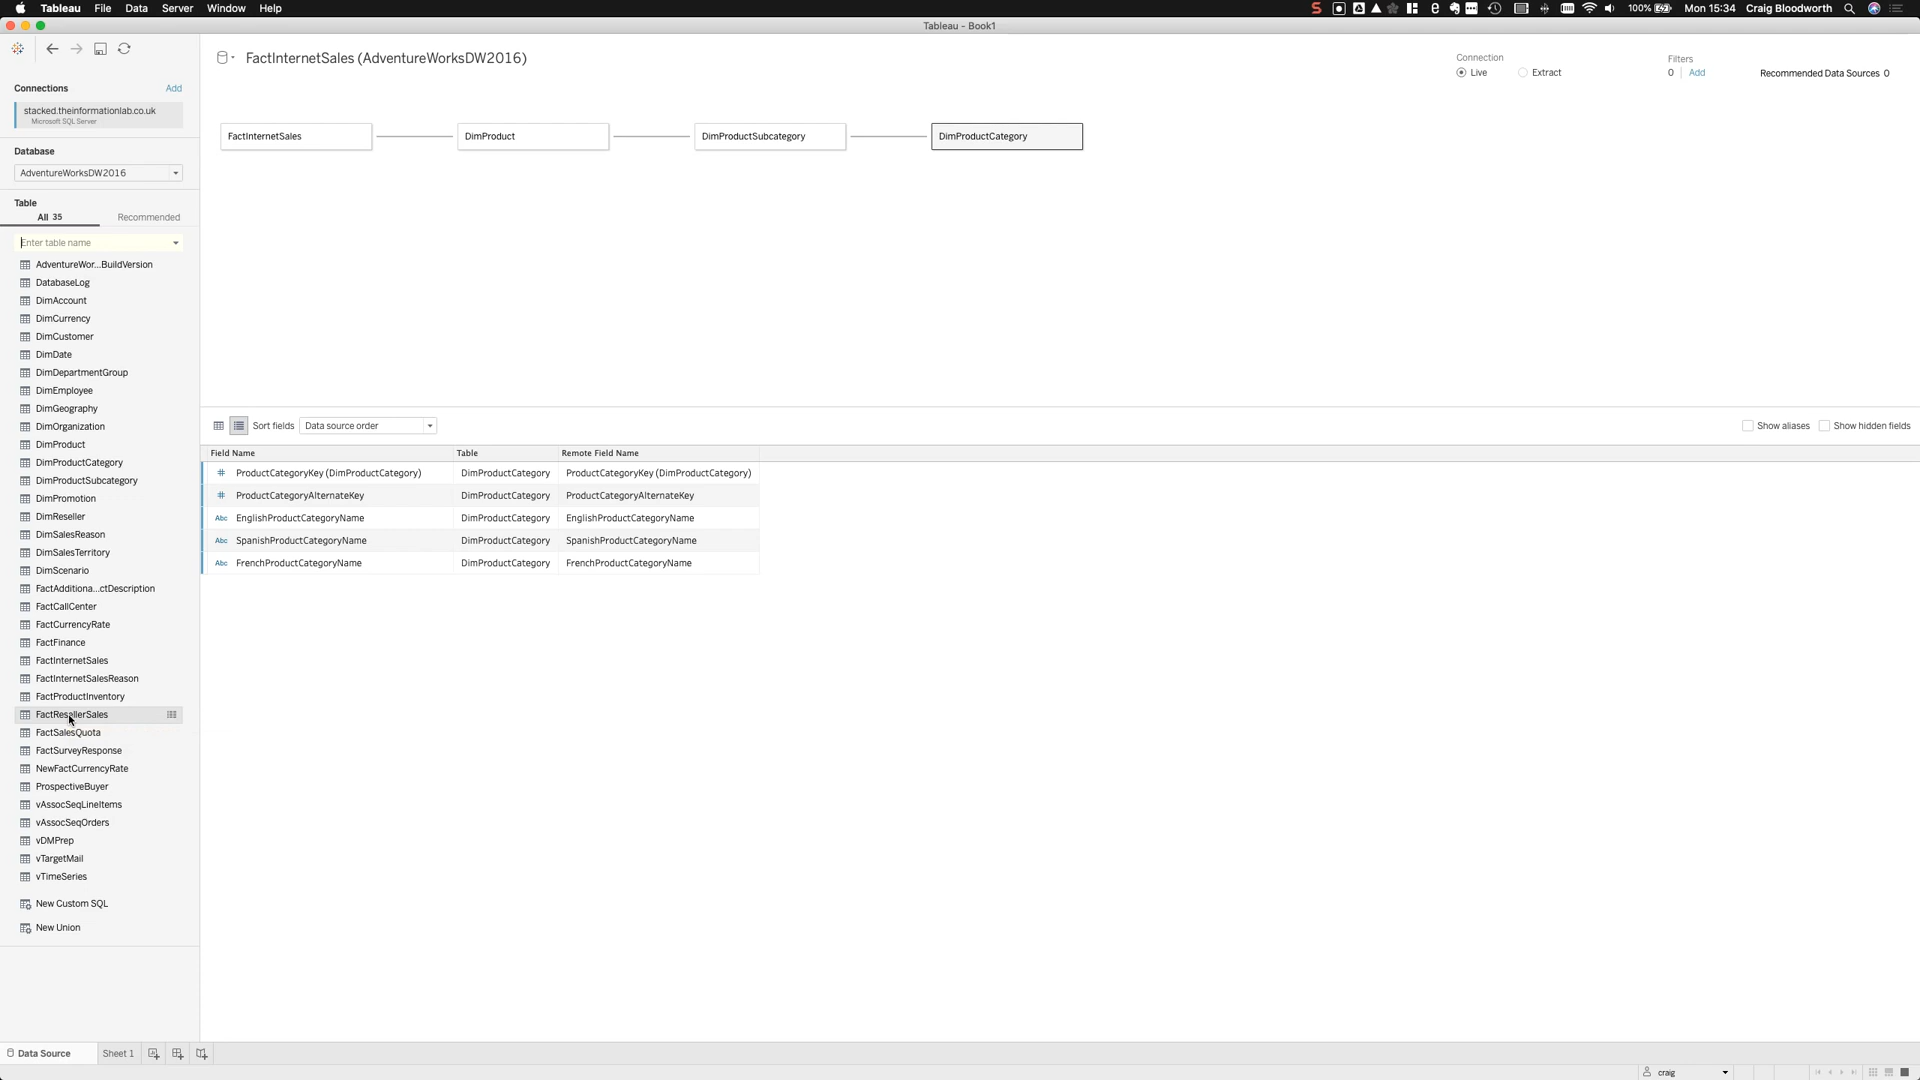 Tableau File Data Server Window Help 100% Mon 15:34 Craig Bloodworth
Tableau - Book1
FactInternetSales (AdventureWorksDW2016)
Connection
Live Extract
Filters
0 Add
Recommended Data Sources 0
Connections Add
stacked.theinformationlab.co.uk
Microsoft SQL Server
Database
AdventureWorksDW2016
Table
All 35 Recommended
Enter table name
AdventureWor...BuildVersion
DatabaseLog
DimAccount
DimCurrency
DimCustomer
DimDate
DimDepartmentGroup
DimEmployee
DimGeography
DimOrganization
DimProduct
DimProductCategory
DimProductSubcategory
DimPromotion
DimReseller
DimSalesReason
DimSalesTerritory
DimScenario
FactAdditiona...ctDescription
FactCallCenter
FactCurrencyRate
FactFinance
FactInternetSales
FactInternetSalesReason
FactProductInventory
FactResellerSales
FactSalesQuota
FactSurveyResponse
NewFactCurrencyRate
ProspectiveBuyer
vAssocSeqLineItems
vAssocSeqOrders
vDMPrep
vTargetMail
vTimeSeries
New Custom SQL
New Union
FactInternetSales DimProduct DimProductSubcategory DimProductCategory
Sort fields Data source order Show aliases Show hidden fields
Field Name Table Remote Field Name
# ProductCategoryKey (DimProductCategory) DimProductCategory ProductCategoryKey (DimProductCategory)
# ProductCategoryAlternateKey DimProductCategory ProductCategoryAlternateKey
Abc EnglishProductCategoryName DimProductCategory EnglishProductCategoryName
Abc SpanishProductCategoryName DimProductCategory SpanishProductCategoryName
Abc FrenchProductCategoryName DimProductCategory FrenchProductCategoryName
Data Source Sheet 1
craig